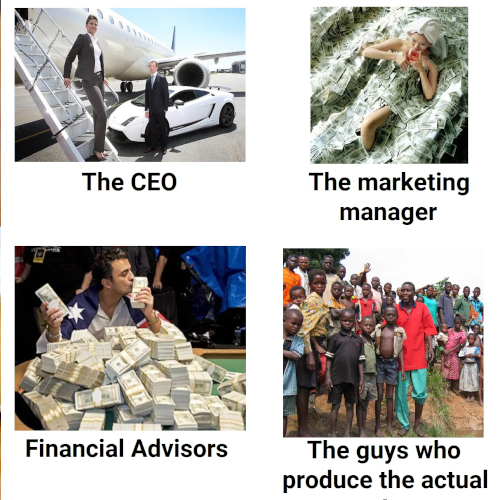 The CEO
The marketing
manager
Financial Advisors
The guys who
produce the actual